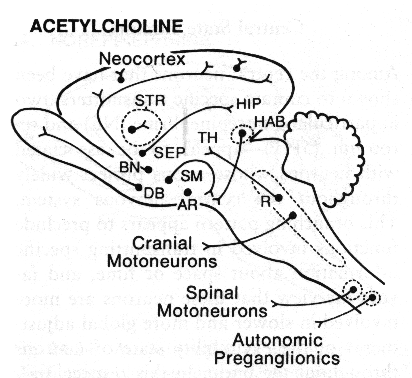 ACETYLCHOLINE
Neocortex
STR
HIP
HAB
TH
SEP
BN
SM
DB
AR
R
Cranial
Motoneurons
Spinal
Motoneurons
Autonomic
Preganglionics